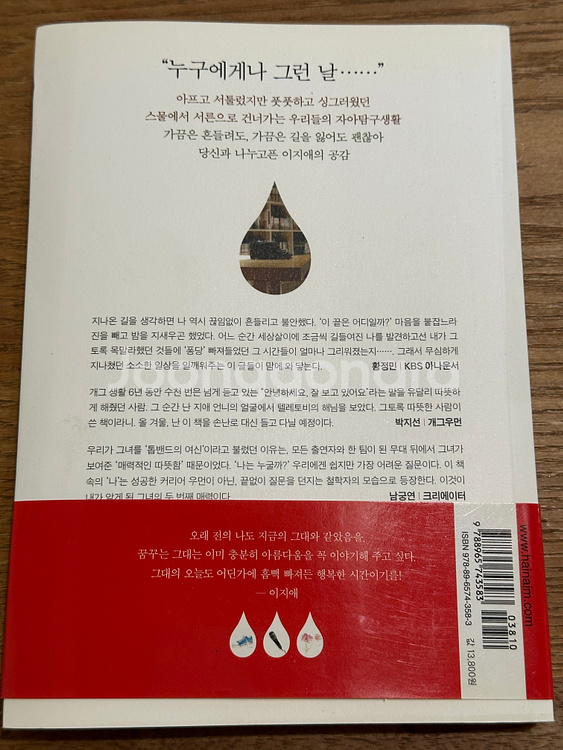 “누구에게나 그런 날……”
아프고 서툴렀지만 풋풋하고 싱그러웠던
스물에서 서른으로 건너가는 우리들의 자아탐구생활
가끔은 흔들려도, 가끔은 길을 잃어도 괜찮아
당신과 나누고픈 이지애의 공감
지나온 길을 생각하면 나 역시 끊임없이 흔들리고 불안했다. ‘이 끝은 어디일까?’ 마음을 붙잡느라
진을 빼고 밤을 지새우곤 했었다. 어느 순간 세상살이에 조금씩 길들여진 나를 발견하고선 내가 그
토록 목말라했던 것들에 ‘퐁당’ 빠져들었던 그 시간들이 얼마나 그리워졌는지……. 그래서 무심하게
지나쳤던 소소한 일상을 일깨워주는 이 글들이 맘에 와 닿는다. 황정민 | KBS 아나운서
개그 생활 6년 동안 수천 번은 넘게 듣고 있는 ‘안녕하세요, 잘 보고 있어요’라는 말을 유달리 따뜻하
게 해줬던 사람. 그 순간 난 지애 언니의 얼굴에서 텔레토비의 해님을 보았다. 그토록 따뜻한 사람이
쓴 책이라니. 올 겨울, 난 이 책을 손난로 대신 들고 다닐 예정이다. 박지선 | 개그우먼
우리가 그녀를 ‘톱밴드의 여신’이라고 불렀던 이유는, 모든 출연자와 한 팀이 된 무대 뒤에서 그녀가
보여준 ‘매력적인 따뜻함’ 때문이었다. ‘나는 누굴까?’ 우리에겐 쉽지만 가장 어려운 질문이다. 이 책
속의 ‘나’는 성공한 커리어 우먼이 아닌, 끝없이 질문을 던지는 철학자의 모습으로 등장한다. 이것이
내가 알게 된 그녀의 두 번째 매력이다. 남궁연 | 크리에이터
오래 전의 나도 지금의 그대와 같았음을,
꿈꾸는 그대는 이미 충분히 아름다움을 꼭 이야기해 주고 싶다.
그대의 오늘도 어딘가에 흠뻑 빠져든 행복한 시간이기를!
— 이지애
www.hainaim.com
9 788965 743583
03810
ISBN 978-89-6574-358-3
값 13,800원
joonggonara